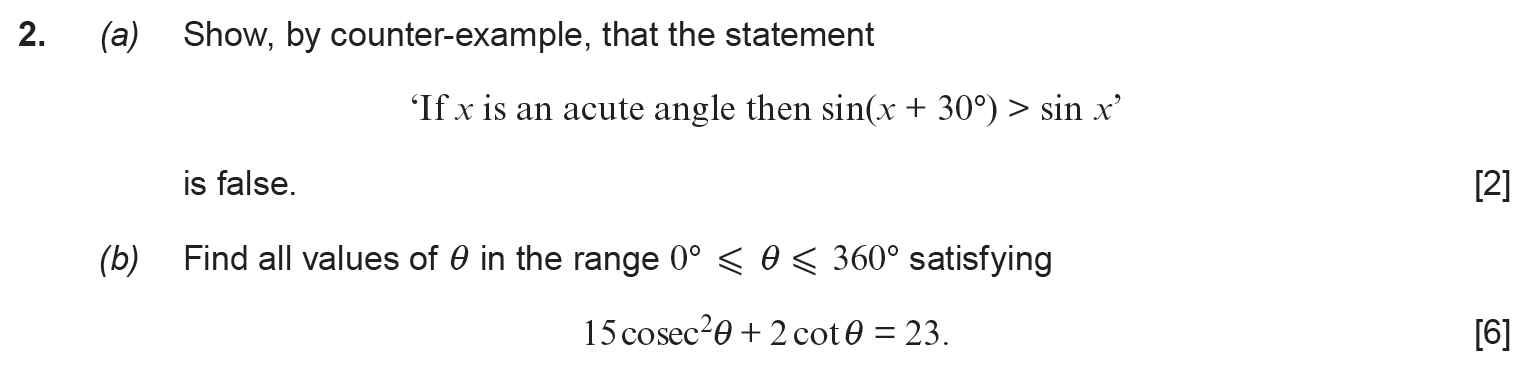 2. (a) Show, by counter-example, that the statement
‘If x is an acute angle then sin(x + 30°) > sin x’
is false. [2]
(b) Find all values of θ in the range 0° ⩽ θ ⩽ 360° satisfying
15 cosec²θ + 2 cot θ = 23. [6]